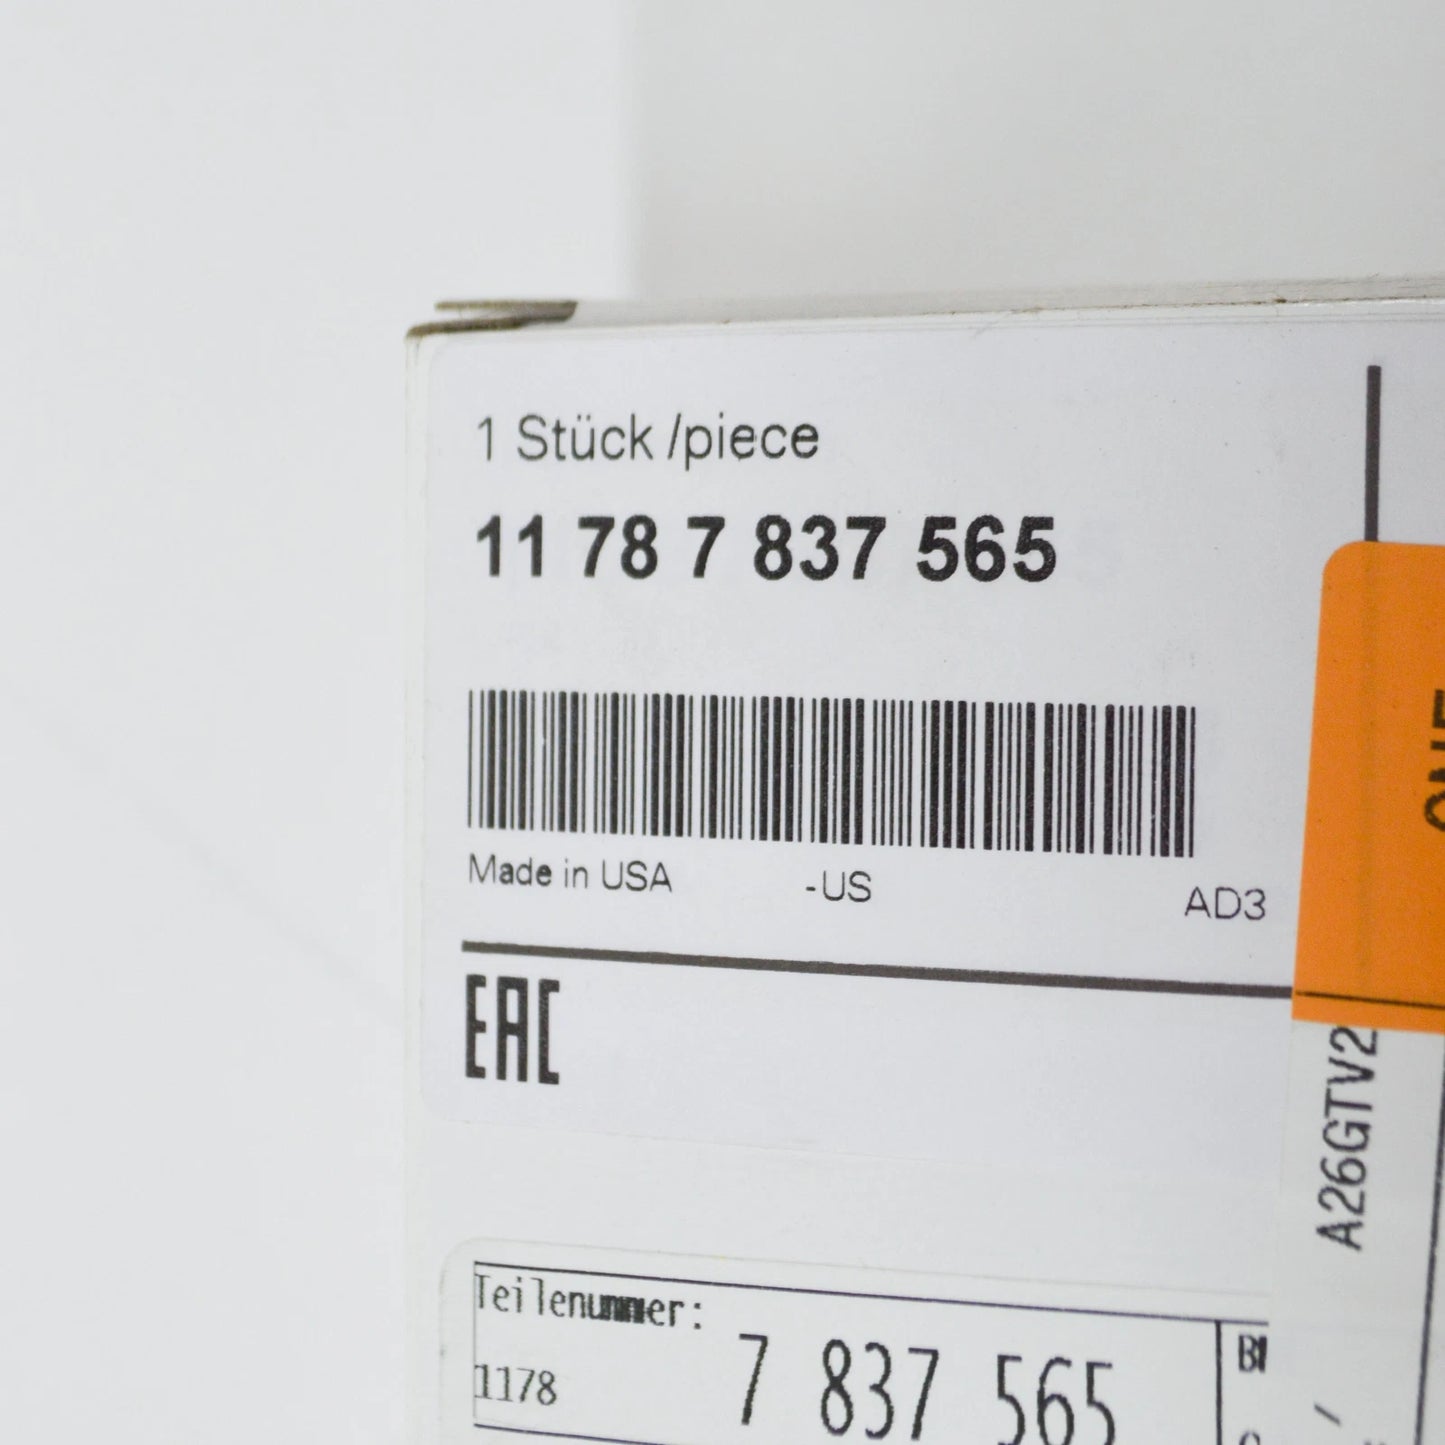 1 Stück /piece
11 78 7 837 565
Made in USA -US AD3
EAC
ONE
A26GTV2
Teilenummer:
1178 7 837 565